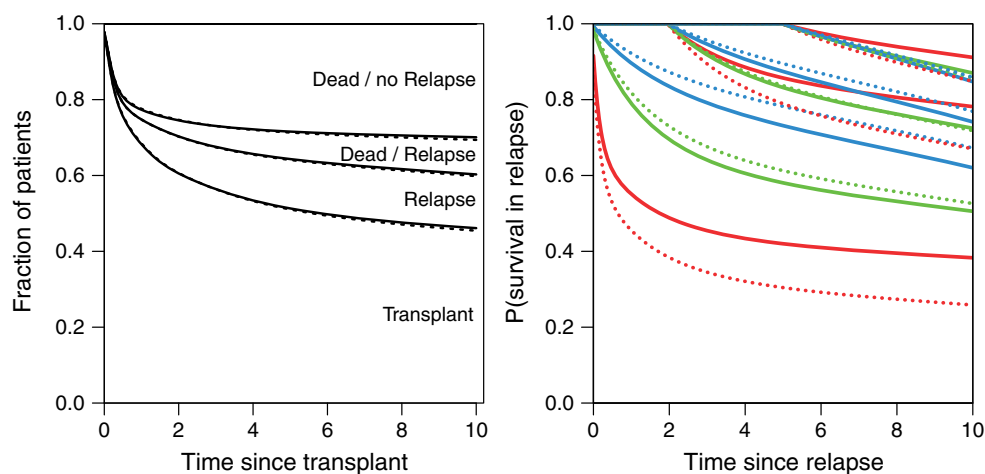 Fraction of patients
1.0
0.8
0.6
0.4
0.2
0.0
Dead / no Relapse
Dead / Relapse
Relapse
Transplant
0 2 4 6 8 10
Time since transplant
P(survival in relapse)
1.0
0.8
0.6
0.4
0.2
0.0
0 2 4 6 8 10
Time since relapse